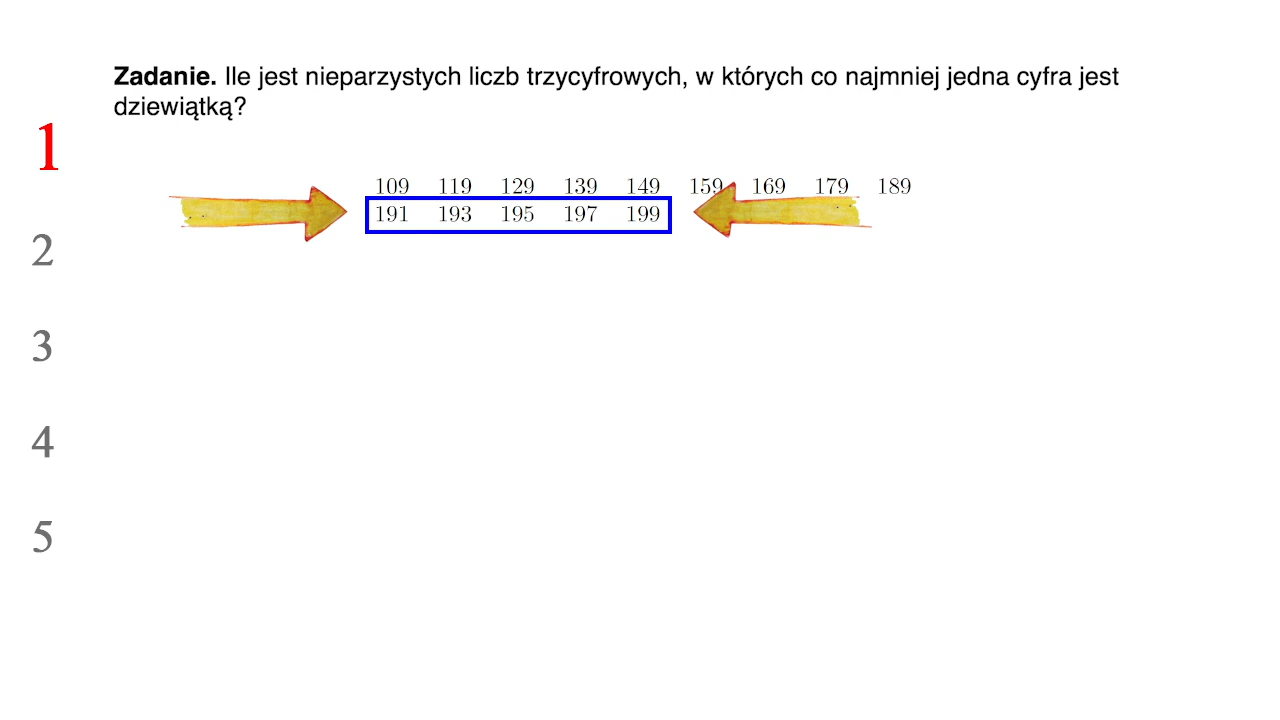 Zadanie. Ile jest nieparzystych liczb trzycyfrowych, w których co najmniej jedna cyfra jest
dziewiątką?
1
109 119 129 139 149 159 169 179 189
191 193 195 197 199
2
3
4
5